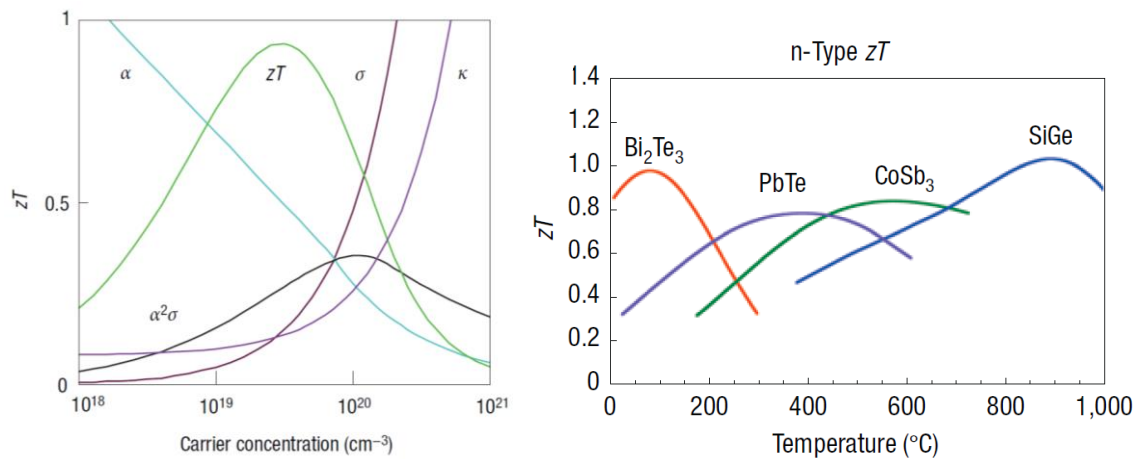 1
0.5
0
zT
α
zT
σ
κ
α²σ
10¹⁸
10¹⁹
10²⁰
10²¹
Carrier concentration (cm⁻³)
n-Type zT
1.4
1.2
1.0
0.8
0.6
0.4
0.2
0
zT
Bi₂Te₃
PbTe
CoSb₃
SiGe
0 200 400 600 800 1,000
Temperature (°C)